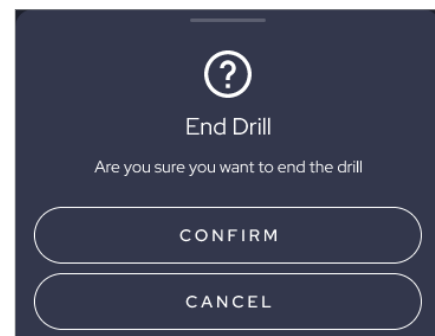 End Drill
Are you sure you want to end the drill
CONFIRM
CANCEL